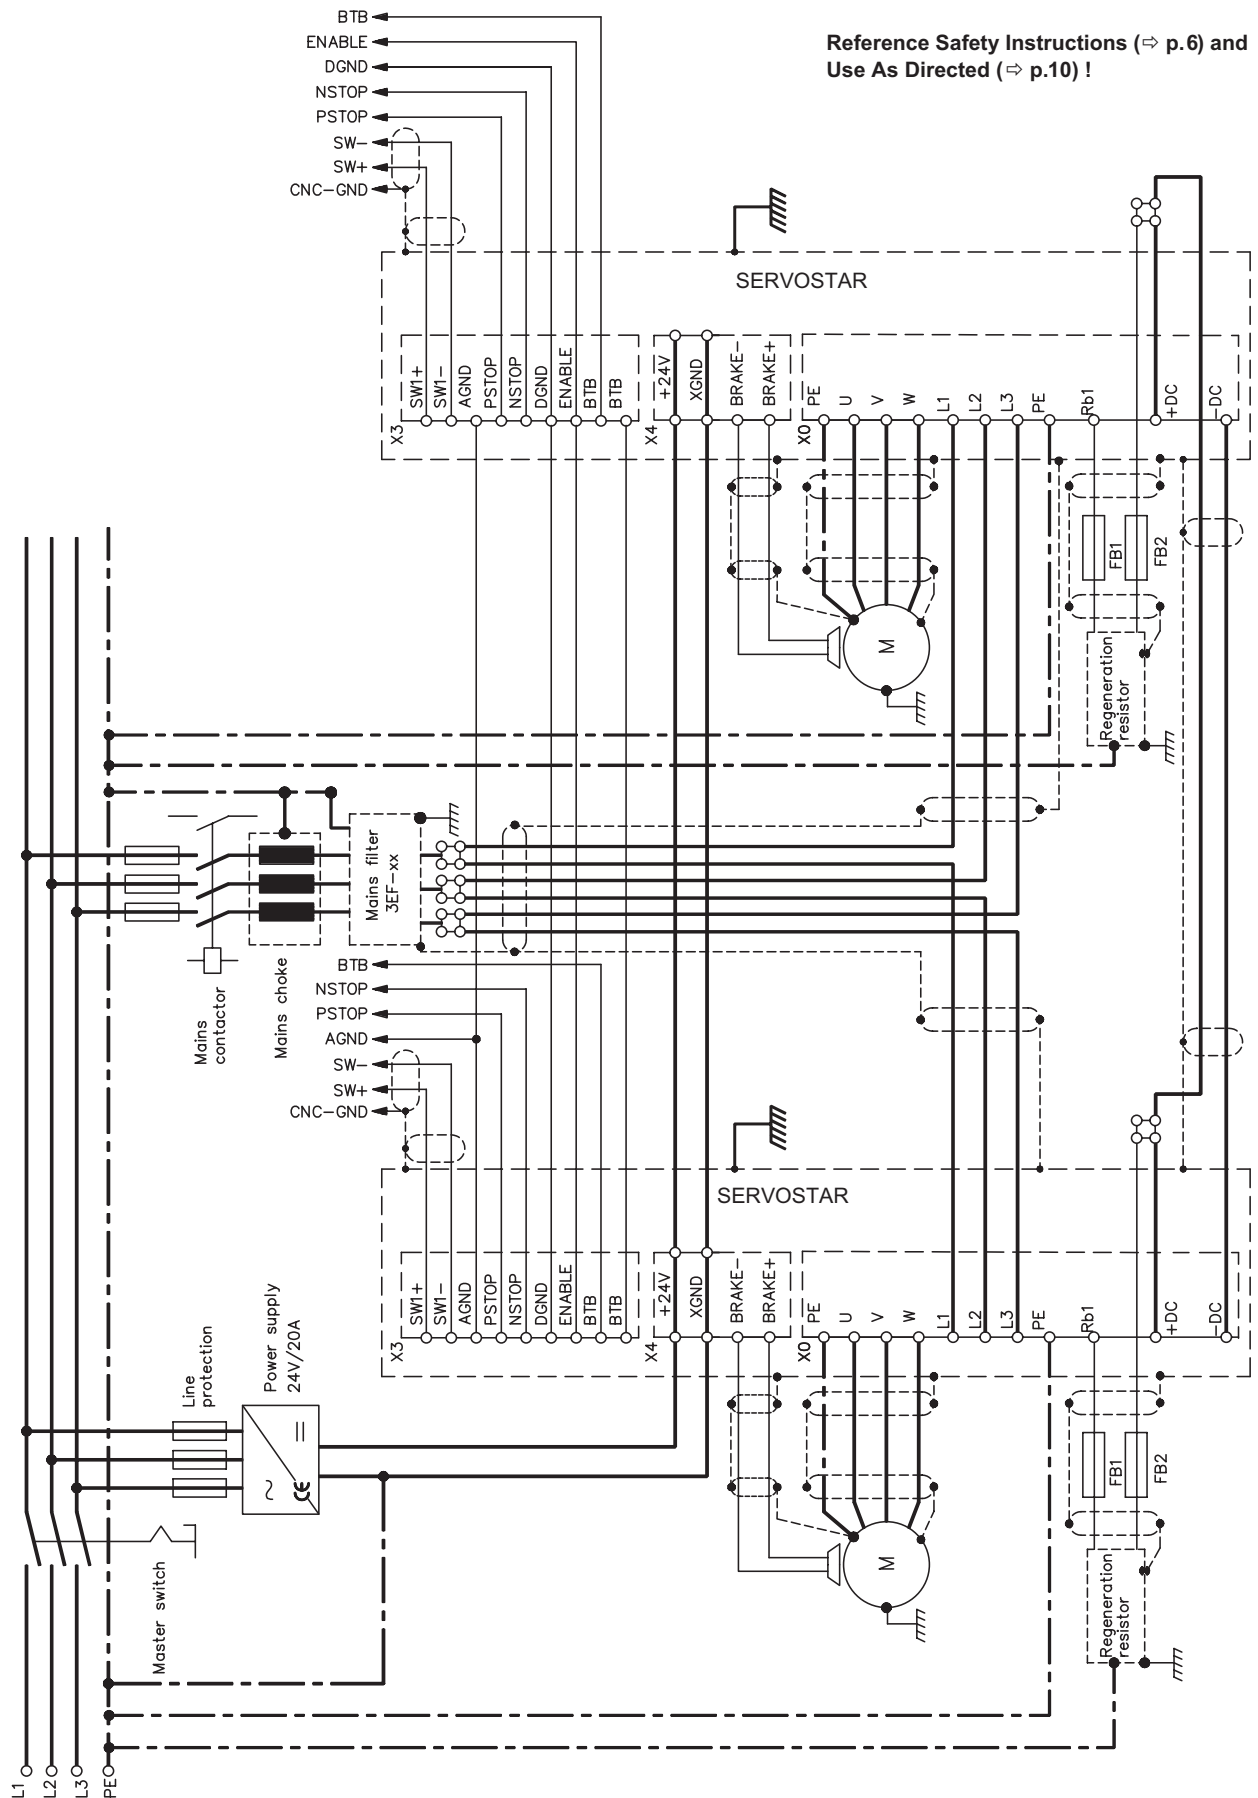 BTB
ENABLE
DGND
NSTOP
PSTOP
SW-
SW+
CNC-GND
Reference Safety Instructions (⇨ p.6) and
Use As Directed (⇨ p.10) !
SERVOSTAR
X3
SW1+
SW1-
AGND
PSTOP
NSTOP
DGND
ENABLE
BTB
BTB
X4
+24V
XGND
BRAKE-
BRAKE+
X0
PE
U
V
W
L1
L2
L3
PE
Rb1
+DC
-DC
FB1
FB2
M
Regeneration
resistor
Mains
contactor
Mains choke
Mains filter
3EF-xx
BTB
NSTOP
PSTOP
AGND
SW-
SW+
CNC-GND
SERVOSTAR
X3
SW1+
SW1-
AGND
PSTOP
NSTOP
DGND
ENABLE
BTB
BTB
X4
+24V
XGND
BRAKE-
BRAKE+
X0
PE
U
V
W
L1
L2
L3
PE
Rb1
+DC
-DC
Line
protection
Power supply
24V/20A
CE
FB1
FB2
M
Regeneration
resistor
Master switch
L1
L2
L3
PE